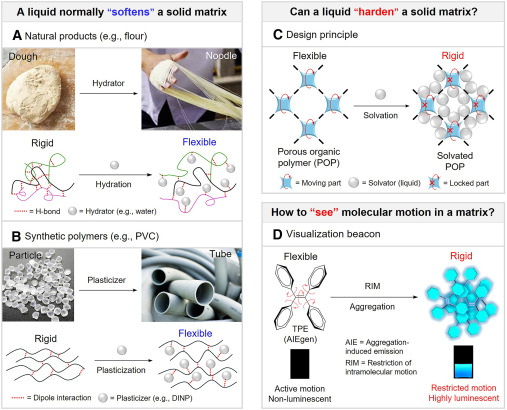 A liquid normally "softens" a solid matrix
A Natural products (e.g., flour)
Dough
Hydrator
Noodle
Rigid
Flexible
Hydration
= H-bond
= Hydrator (e.g., water)
B Synthetic polymers (e.g., PVC)
Particle
Plasticizer
Tube
Rigid
Flexible
Plasticization
= Dipole interaction
= Plasticizer (e.g., DINP)
Can a liquid "harden" a solid matrix?
C Design principle
Flexible
Rigid
Solvation
Porous organic
polymer (POP)
Solvated
POP
= Moving part
= Solvator (liquid)
= Locked part
How to "see" molecular motion in a matrix?
D Visualization beacon
Flexible
Rigid
RIM
Aggregation
TPE
(AIEgen)
AIE = Aggregation-
induced emission
RIM = Restriction of
intramolecular motion
Active motion
Non-luminescent
Restricted motion
Highly luminescent